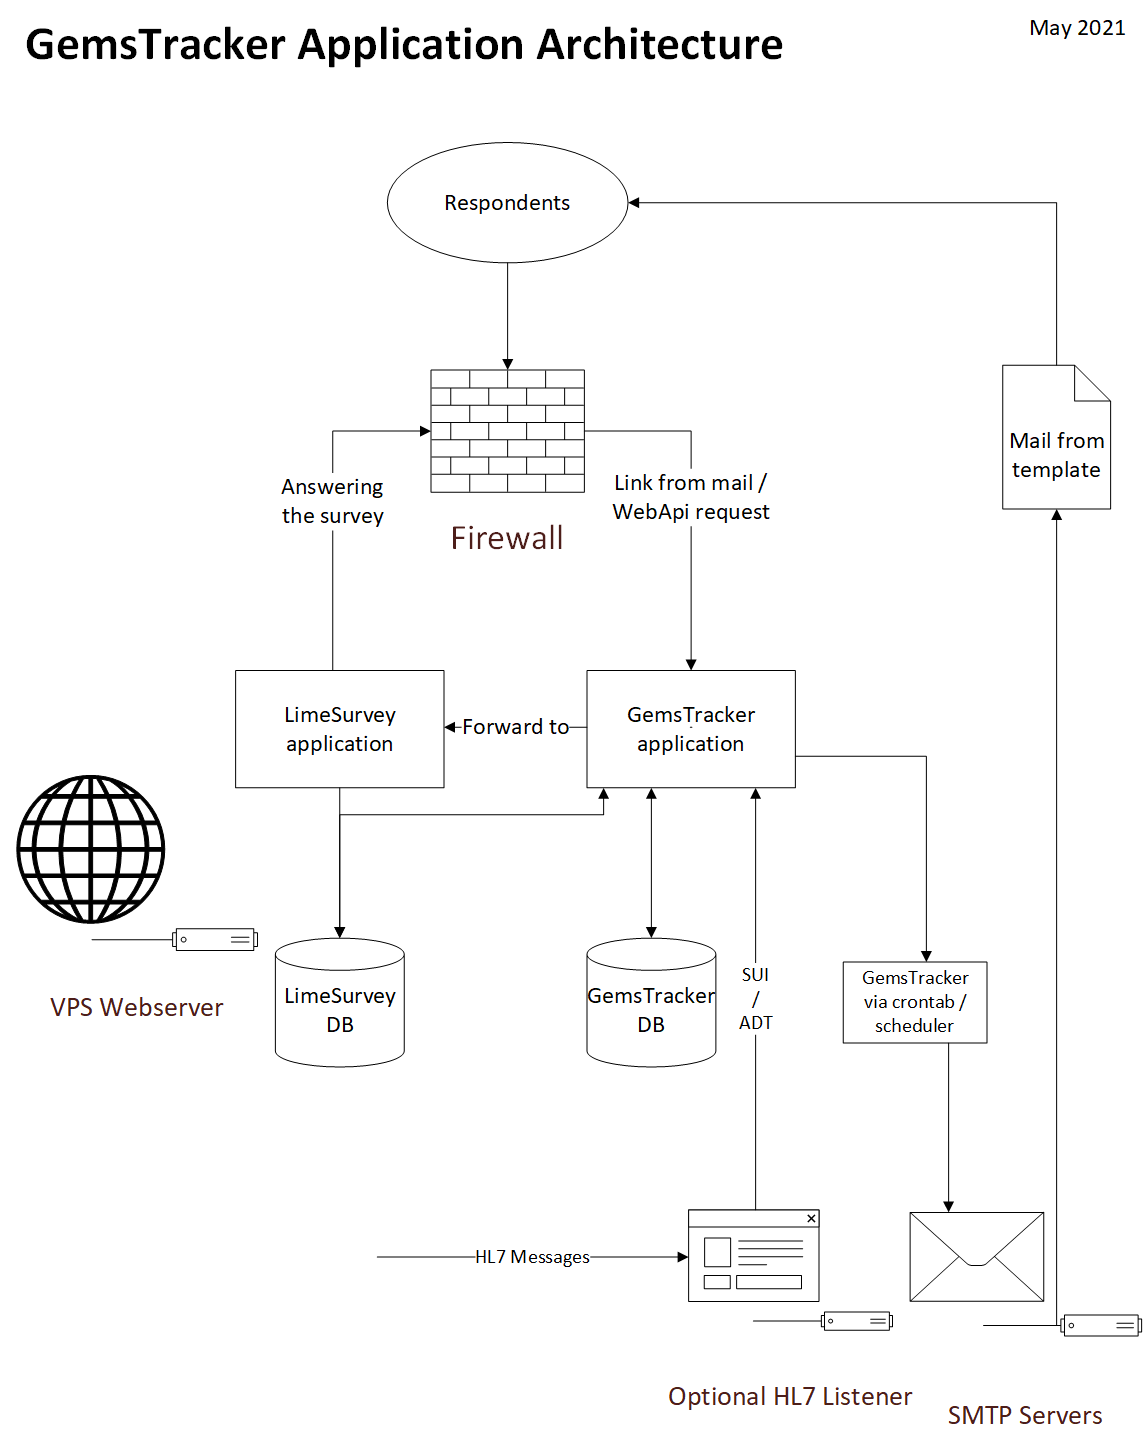 GemsTracker Application Architecture
May 2021
Respondents
Mail from
template
Answering
the survey
Link from mail /
WebApi request
Firewall
LimeSurvey
application
Forward to
GemsTracker
application
VPS Webserver
LimeSurvey
DB
GemsTracker
DB
SUI
/
ADT
GemsTracker
via crontab /
scheduler
HL7 Messages
Optional HL7 Listener
SMTP Servers